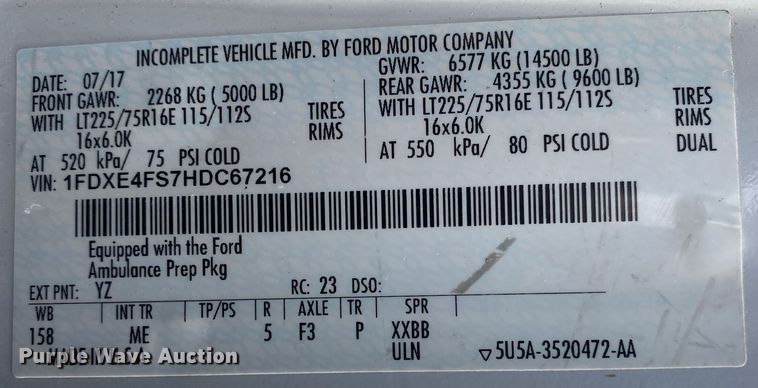 INCOMPLETE VEHICLE MFD. BY FORD MOTOR COMPANY
DATE: 07/17 GVWR: 6577 KG (14500 LB)
FRONT GAWR: 2268 KG ( 5000 LB) REAR GAWR: 4355 KG ( 9600 LB)
WITH LT225/75R16E 115/112S TIRES WITH LT225/75R16E 115/112S TIRES
16x6.0K RIMS 16x6.0K RIMS
AT 520 kPa/ 75 PSI COLD AT 550 kPa/ 80 PSI COLD DUAL
VIN: 1FDXE4FS7HDC67216
Equipped with the Ford
Ambulance Prep Pkg
EXT PNT: YZ RC: 23 DSO:
WB INT TR TP/PS R AXLE TR SPR
158 ME 5 F3 P XXBB
ULN ▽5U5A-3520472-AA
Purple Wave Auction